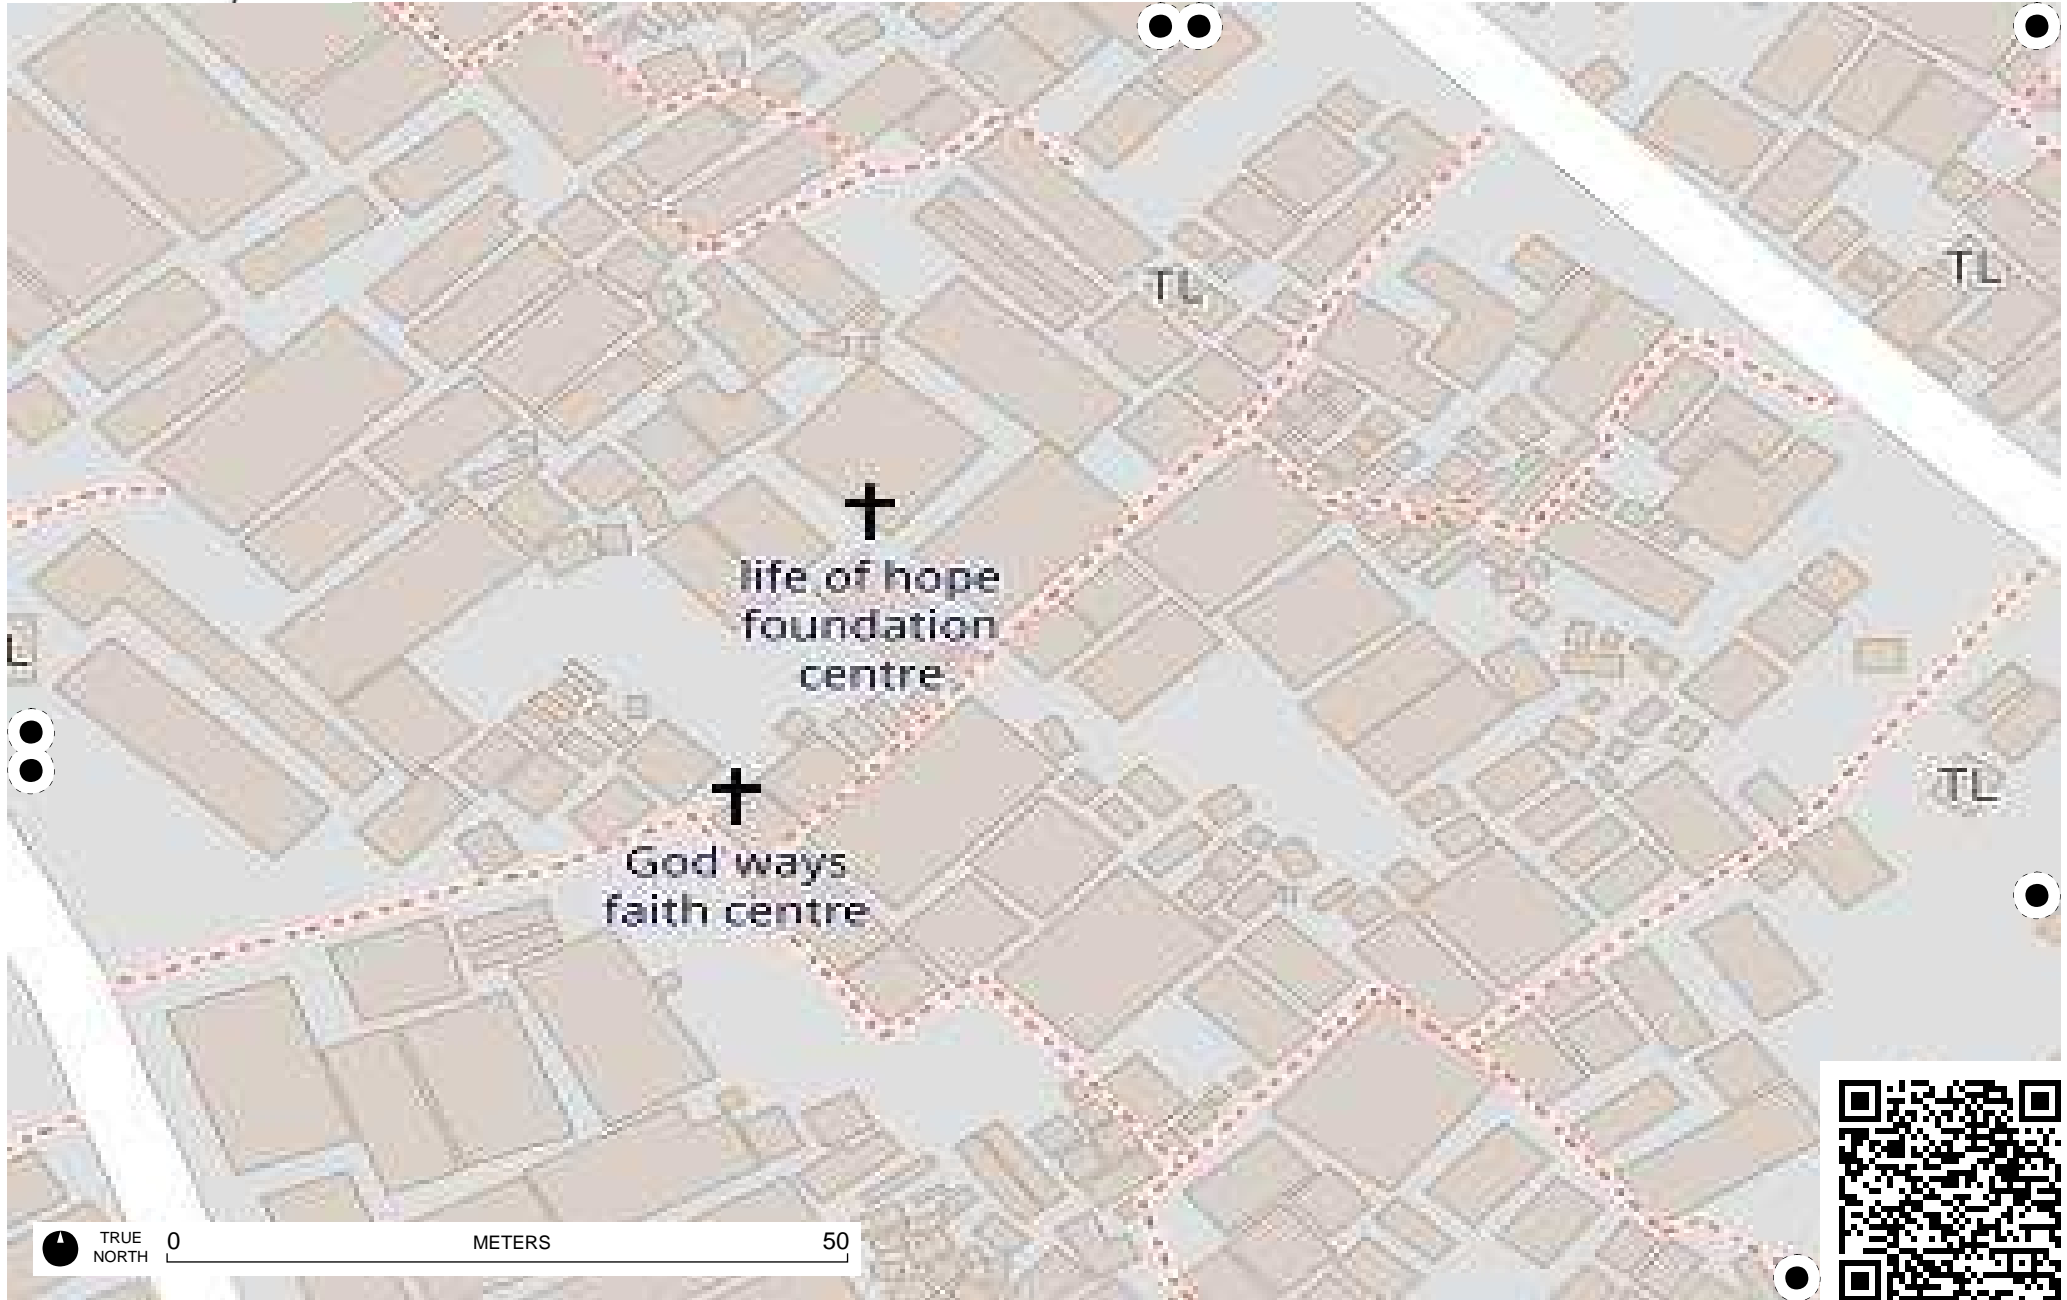 TL
TL
life of hope
foundation
centre
L
TL
God ways
faith centre
TRUE
NORTH
0
METERS
50